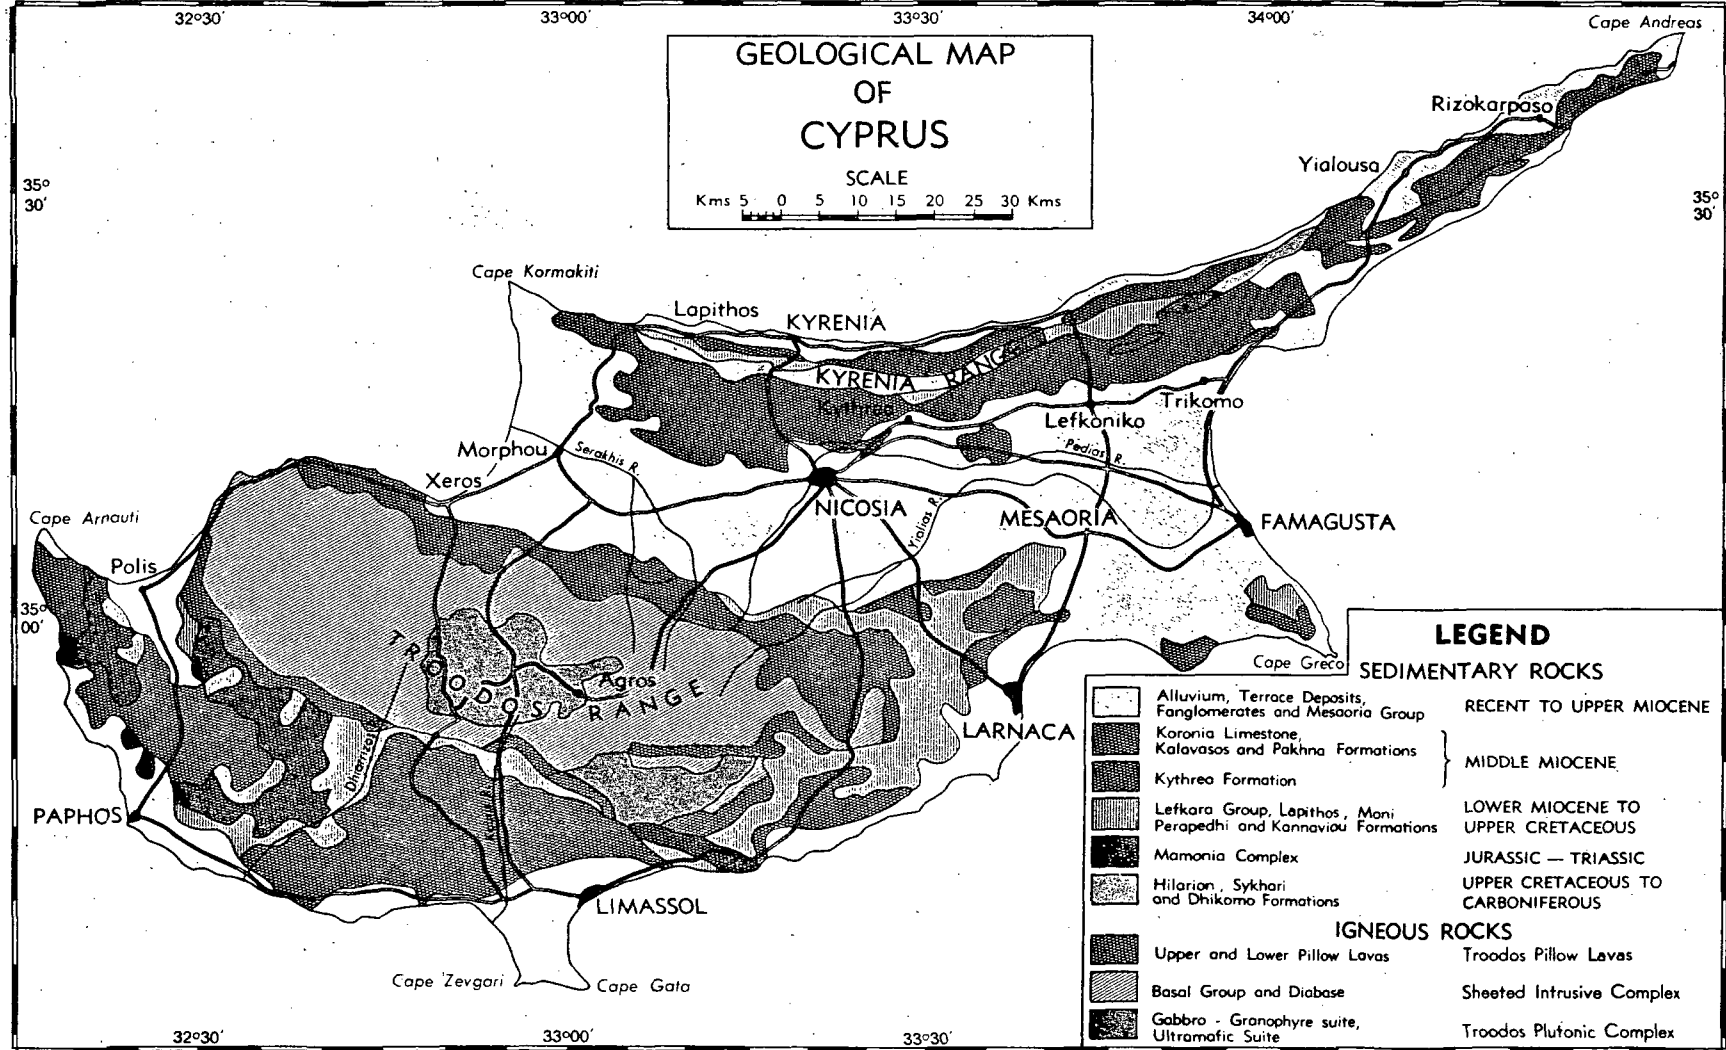 32°30′ 33°00′ 33°30′ 34°00′
Cape Andreas
GEOLOGICAL MAP
OF
CYPRUS
SCALE
Kms 5 0 5 10 15 20 25 30 Kms
Rizokarpaso
Yialousa
35°
30′
35°
30′
Cape Kormakiti
Lapithos
KYRENIA
KYRENIA RANGE
Kythrea
Trikomo
Lefkoniko
Morphou
Serakhis R.
Pedias R.
Xeros
NICOSIA
Yialias R.
MESAORIA
FAMAGUSTA
Cape Arnauti
Polis
35°
00′
TROODOS RANGE
Agros
Cape Greco
LARNACA
PAPHOS
LIMASSOL
Cape Zevgari
Cape Gata
LEGEND
SEDIMENTARY ROCKS
Alluvium, Terrace Deposits,
Fanglomerates and Mesaoria Group
RECENT TO UPPER MIOCENE
Koronia Limestone,
Kalavasos and Pakhna Formations
Kythrea Formation
MIDDLE MIOCENE
Lefkara Group, Lapithos, Moni
Perapedhi and Kannaviou Formations
LOWER MIOCENE TO
UPPER CRETACEOUS
Mamonia Complex JURASSIC — TRIASSIC
Hilarion, Sykhari
and Dhikomo Formations
UPPER CRETACEOUS TO
CARBONIFEROUS
IGNEOUS ROCKS
Upper and Lower Pillow Lavas Troodos Pillow Lavas
Basal Group and Diabase Sheeted Intrusive Complex
Gabbro - Granophyre suite,
Ultramafic Suite
Troodos Plutonic Complex
32°30′ 33°00′ 33°30′